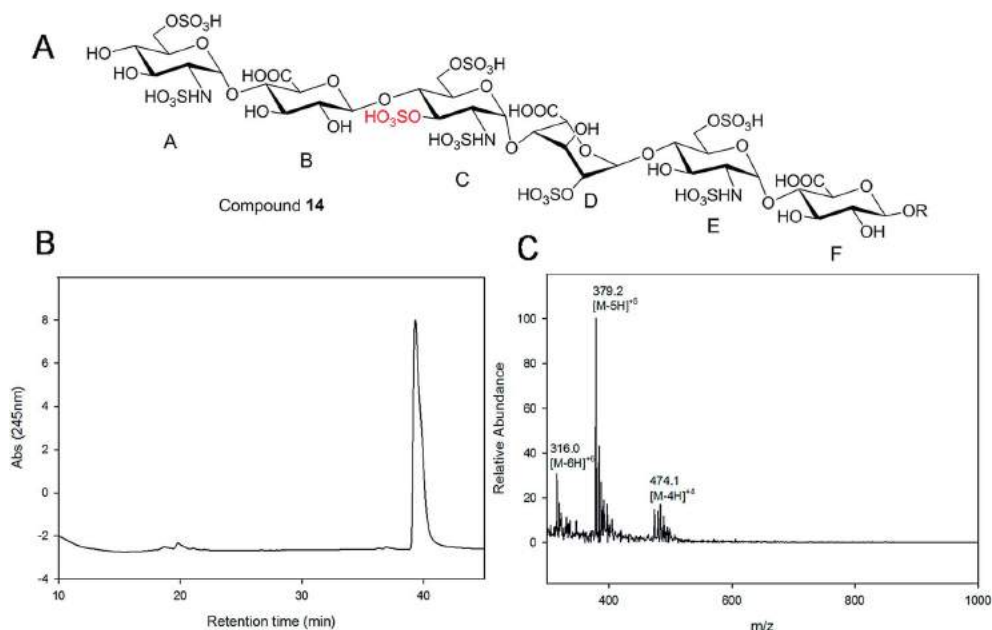 A
OSO₃H
HO
HO
HO₃SHN
O
O
A
HOOC
O
HO
OH
O
B
OSO₃H
O
HO₃SO
HO₃SHN
O
C
HOOC
OH
O
O
HO₃SO
D
OSO₃H
O
HO
HO₃SHN
O
E
HOOC
O
HO
OH
OR
F
Compound 14
B
Abs (245nm)
8
6
4
2
0
-2
-4
10
20
30
40
Retention time (min)
C
Relative Abundance
100
80
60
40
20
0
379.2
[M-5H]⁺⁵
316.0
[M-6H]⁺⁶
474.1
[M-4H]⁺⁴
400
600
800
1000
m/z